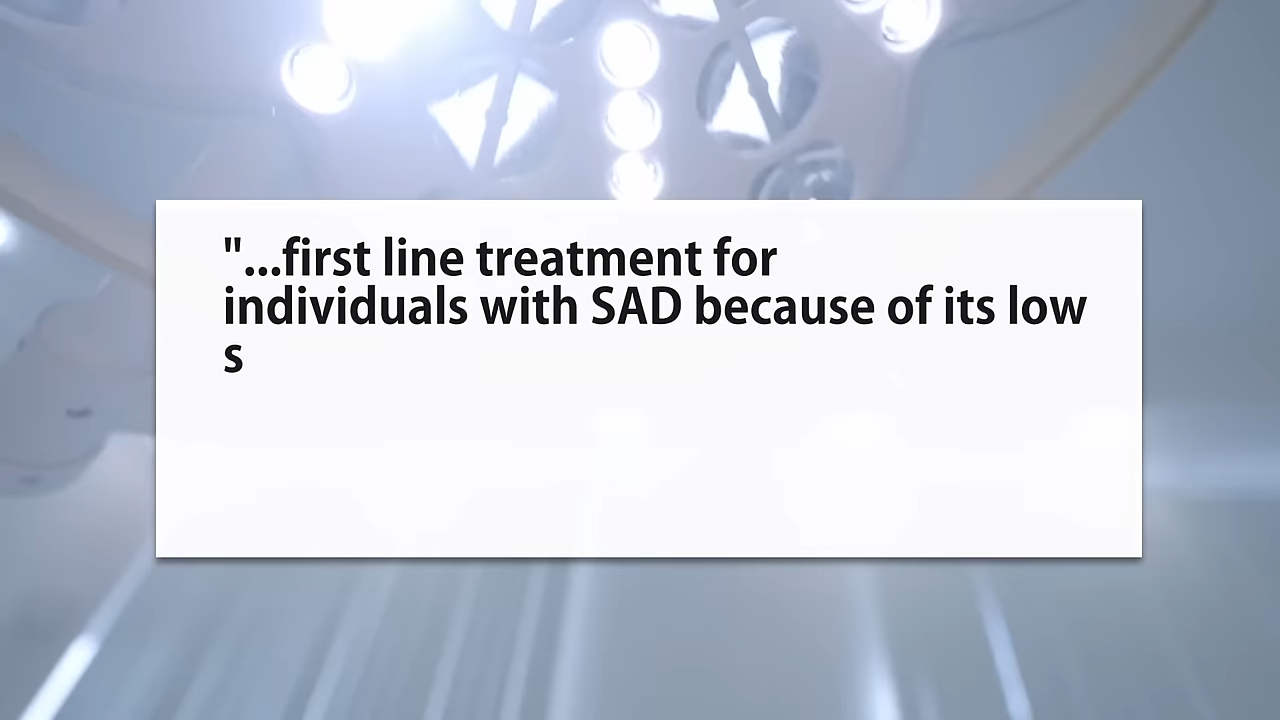 "...first line treatment for
individuals with SAD because of its low
s